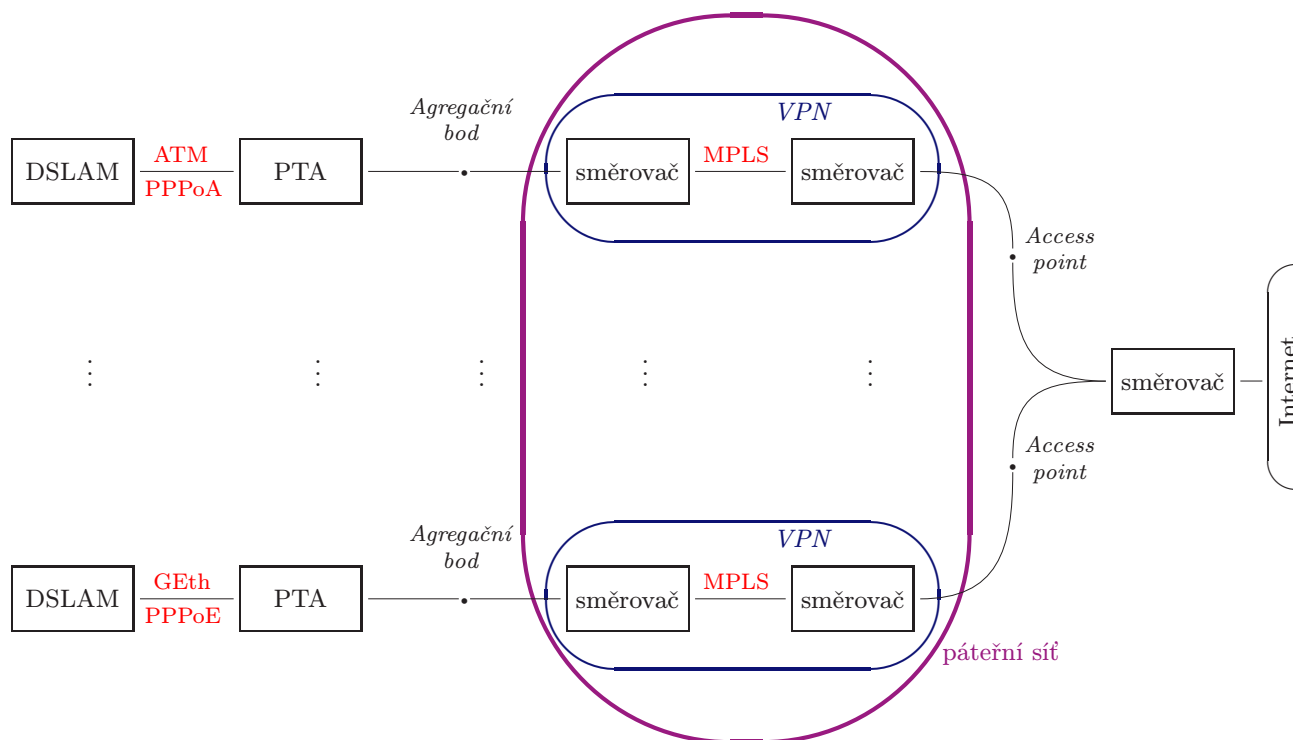 Agregační
bod
VPN
DSLAM
ATM
PPPoA
PTA
směrovač
MPLS
směrovač
Access
point
směrovač
Internet
Access
point
Agregační
bod
VPN
DSLAM
GEth
PPPoE
PTA
směrovač
MPLS
směrovač
páteřní síť